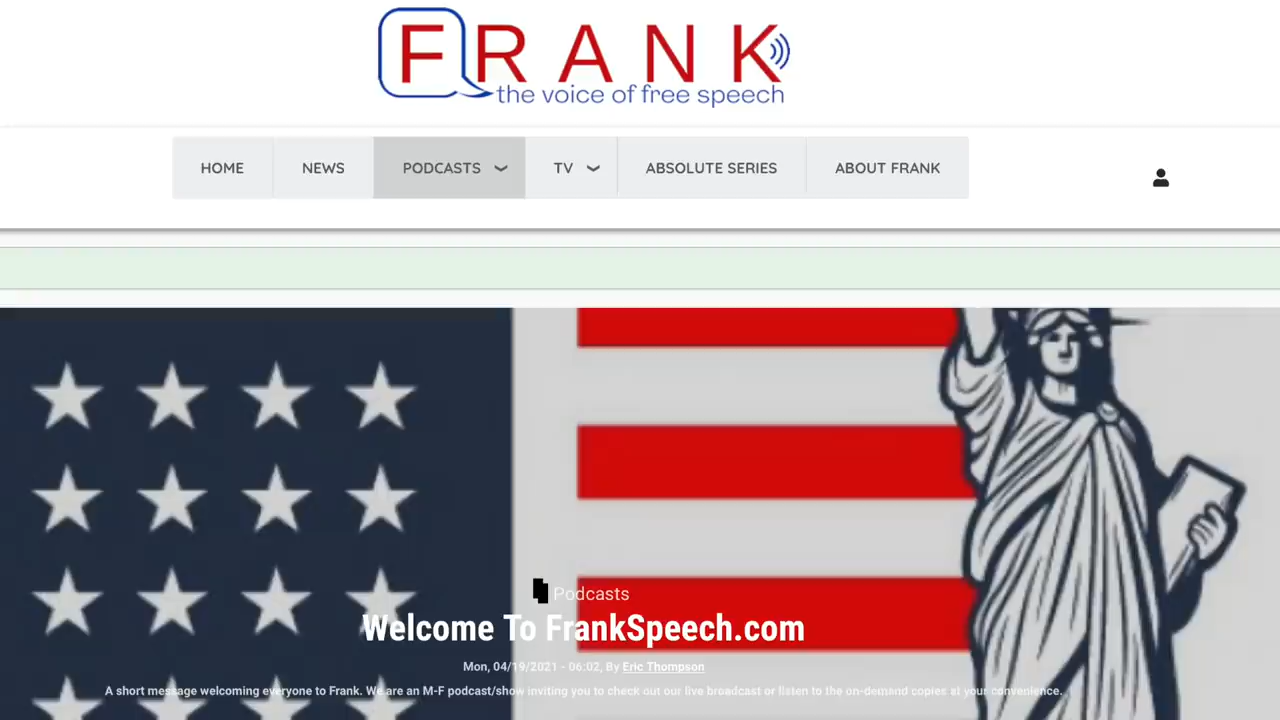 FRANK
the voice of free speech
HOME NEWS PODCASTS TV ABSOLUTE SERIES ABOUT FRANK
Podcasts
Welcome To FrankSpeech.com
Mon, 04/19/2021 - 06:02, By Eric Thompson
A short message welcoming everyone to Frank. We are an M-F podcast/show inviting you to check out our live broadcast or listen to the on-demand copies at your convenience.